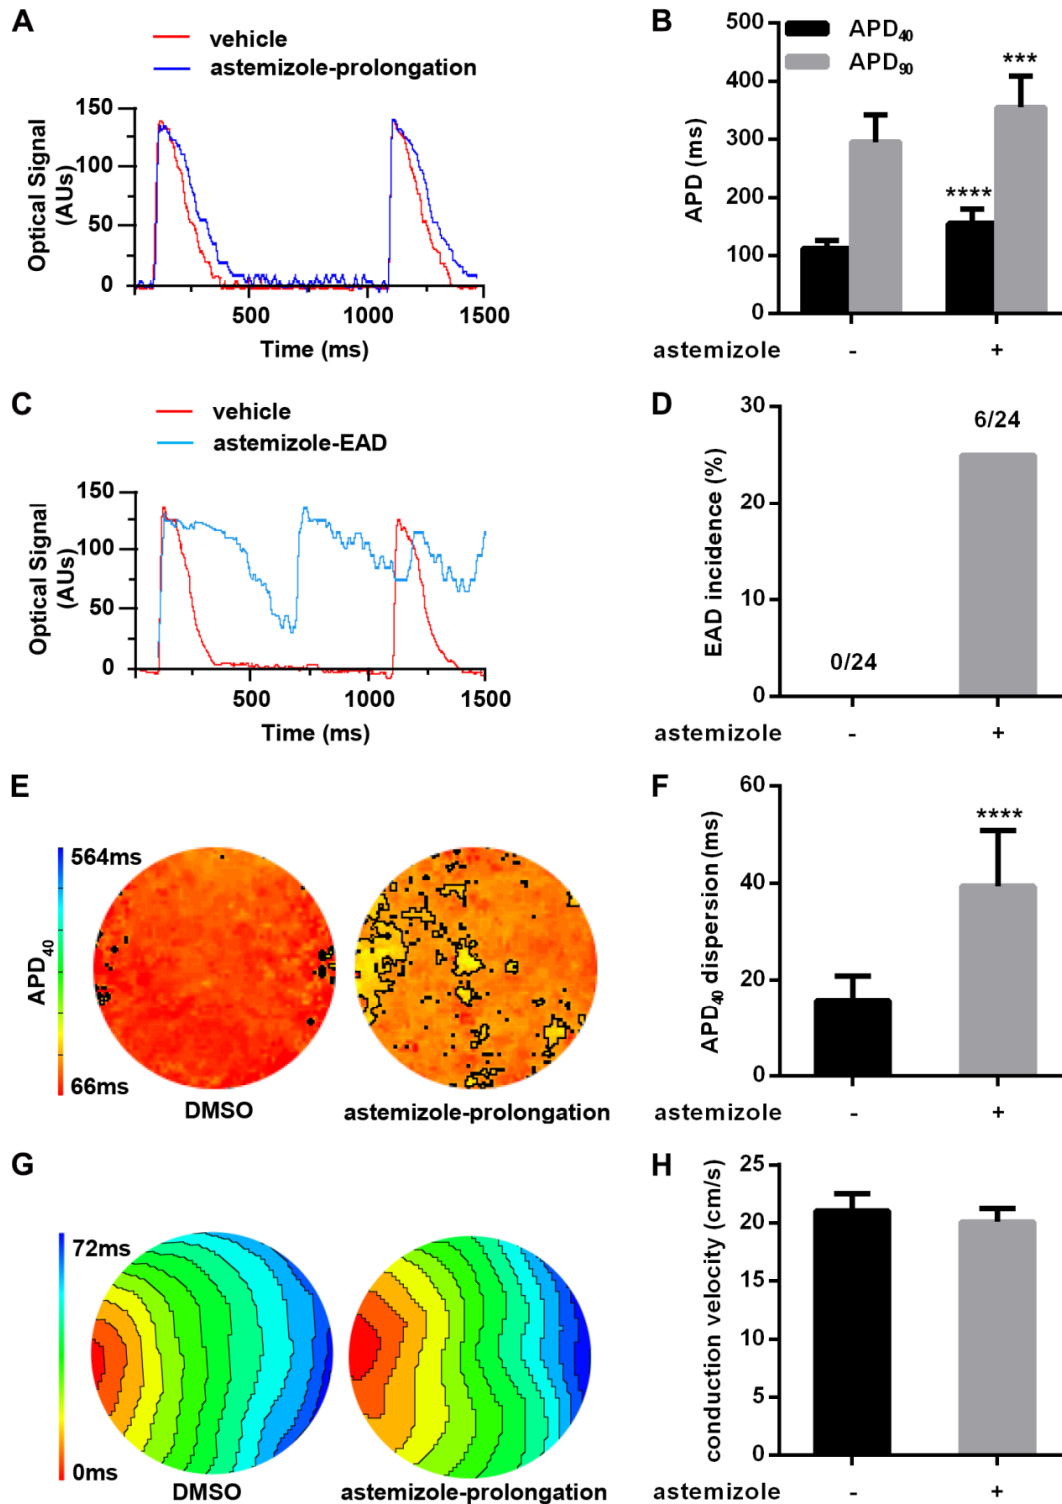 A
vehicle
astemizole-prolongation
Optical Signal
(AUs)
150
100
50
0
500
1000
1500
Time (ms)
B
APD40
APD90
APD (ms)
500
400
300
200
100
0
****
***
astemizole
-
+
C
vehicle
astemizole-EAD
Optical Signal
(AUs)
150
100
50
0
500
1000
1500
Time (ms)
D
EAD incidence (%)
30
20
10
0
0/24
6/24
astemizole
-
+
E
564ms
APD40
66ms
DMSO
astemizole-prolongation
F
APD40 dispersion (ms)
60
40
20
0
****
astemizole
-
+
G
72ms
0ms
DMSO
astemizole-prolongation
H
conduction velocity (cm/s)
25
20
15
10
5
0
astemizole
-
+